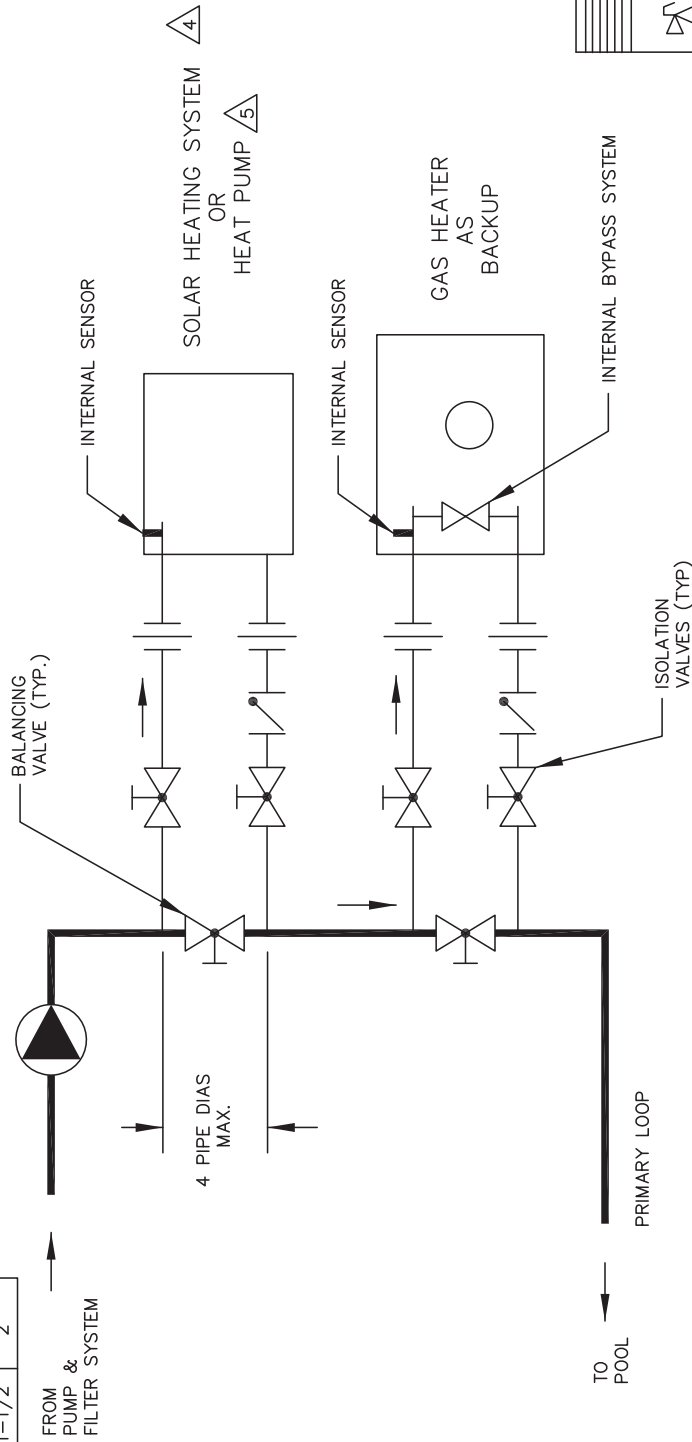 1-1/2 2
FROM
PUMP &
FILTER SYSTEM
BALANCING
VALVE (TYP.)
INTERNAL SENSOR
SOLAR HEATING SYSTEM 4
OR
HEAT PUMP 5
4 PIPE DIAS
MAX.
INTERNAL SENSOR
GAS HEATER
AS
BACKUP
INTERNAL BYPASS SYSTEM
ISOLATION
VALVES (TYP)
PRIMARY LOOP
TO
POOL